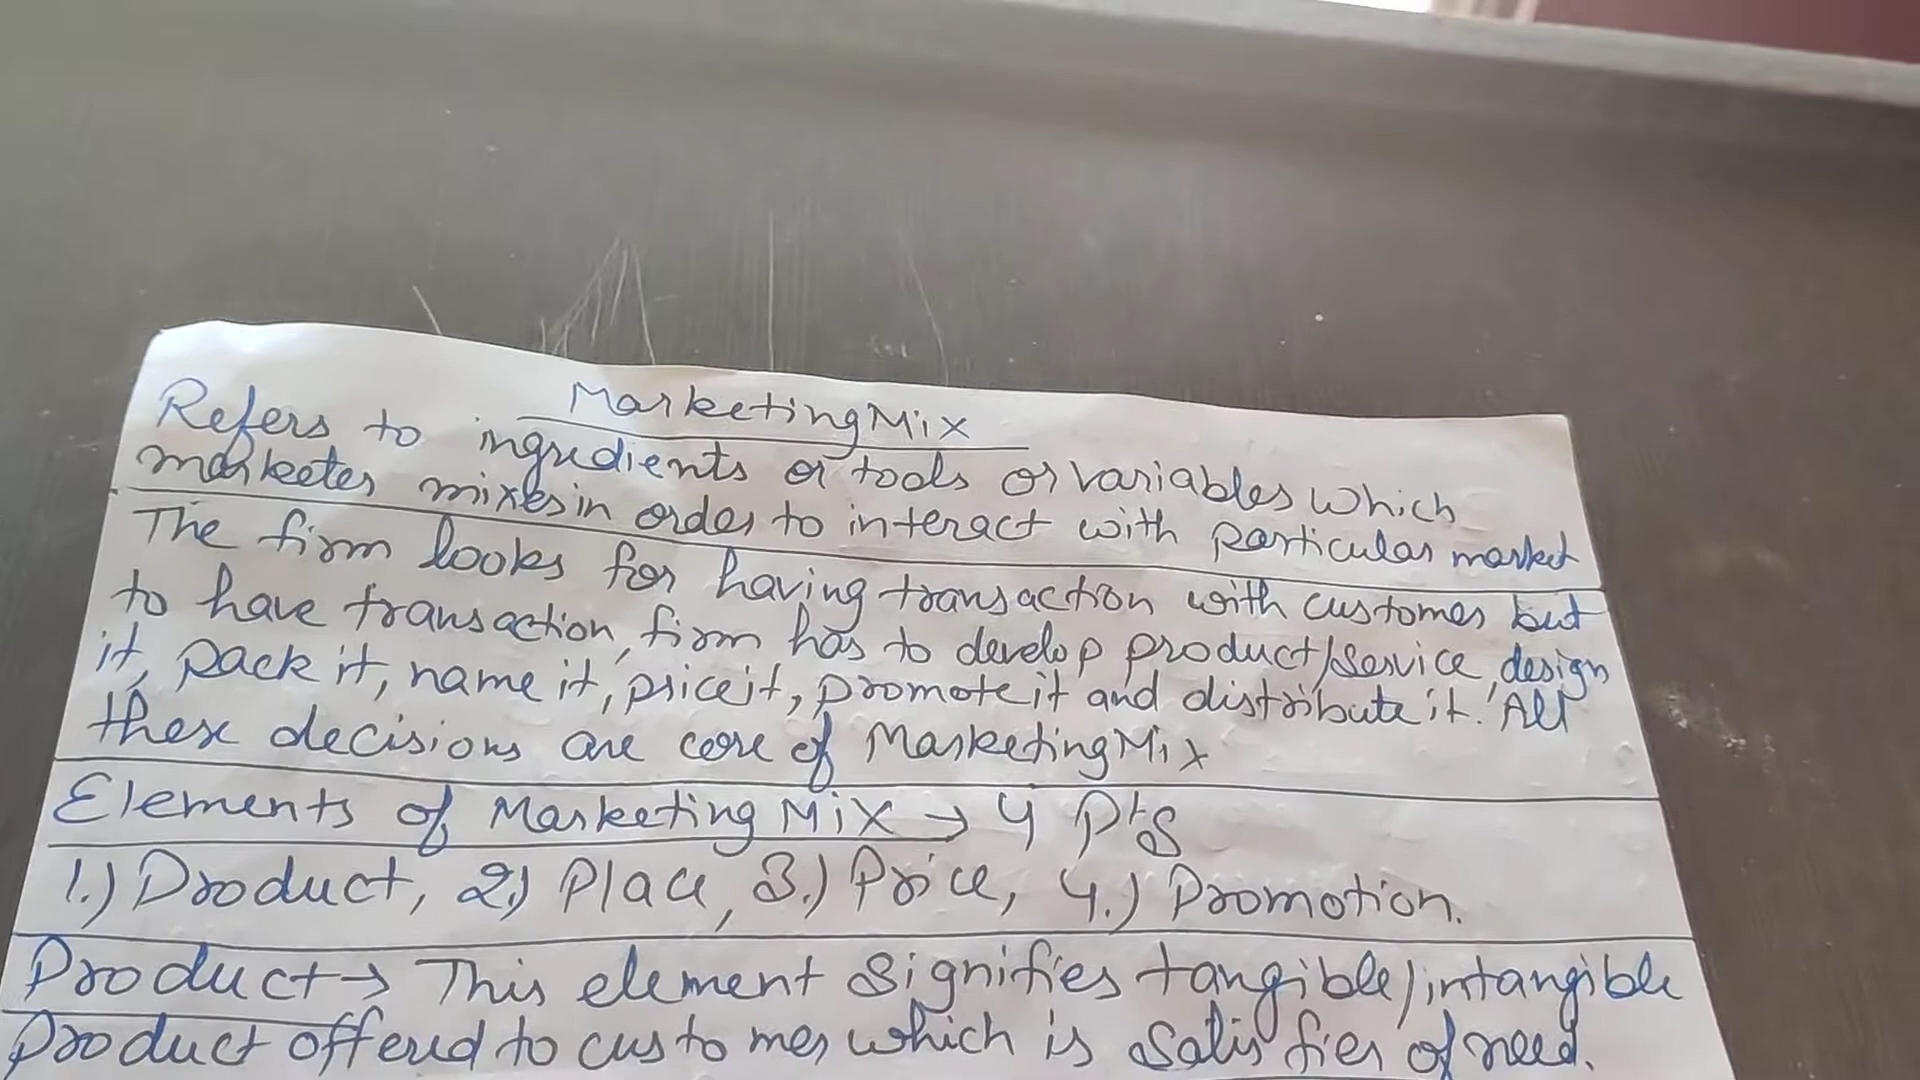 Marketing Mix
Refers to ingredients or tools or variables which
marketer mixes in order to interact with particular market
The firm looks for having transaction with customer but
to have transaction, firm has to develop product/service, design
it, pack it, name it, price it, promote it and distribute it. All
these decisions are core of Marketing Mix
Elements of Marketing Mix → 4 P's
1.) Product, 2.) Place, 3.) Price, 4.) Promotion.
Product → This element signifies tangible/intangible
product offered to customer which is satisfier of need.